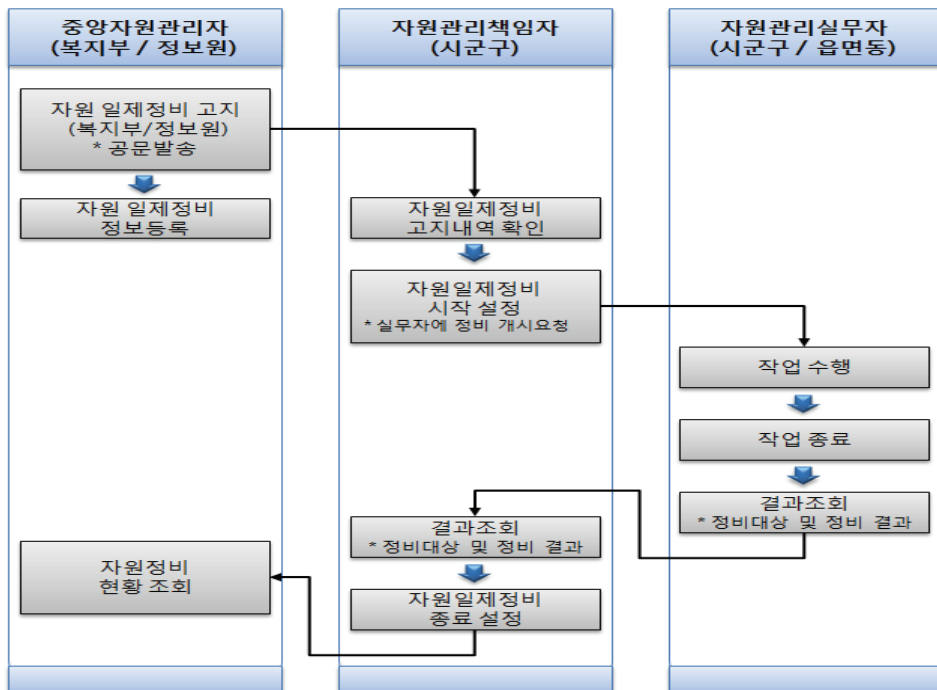 중앙자원관리자
(복지부 / 정보원)
자원관리책임자
(시군구)
자원관리실무자
(시군구 / 읍면동)
자원 일제정비 고지
(복지부/정보원)
* 공문발송
자원 일제정비
정보등록
자원일제정비
고지내역 확인
자원일제정비
시작 설정
* 실무자에 정비 개시요청
작업 수행
작업 종료
결과조회
* 정비대상 및 정비 결과
결과조회
* 정비대상 및 정비 결과
자원일제정비
종료 설정
자원정비
현황 조회